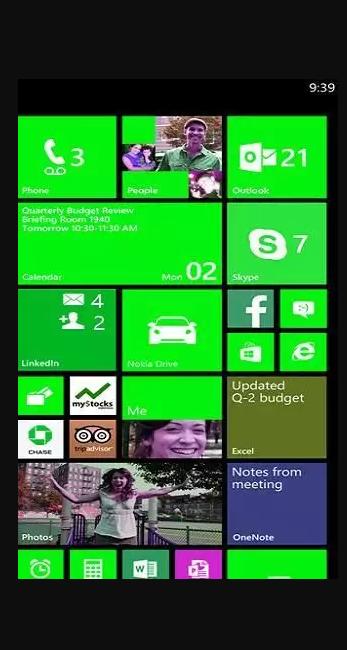 9:39
3
Phone
People
21
Outlook
Quarterly Budget Review
Briefing Room 1940
Tomorrow 10:30-11:30 AM
Calendar
Mon 02
7
Skype
4
2
LinkedIn
Nokia Drive
myStocks
Me
Updated
Q-2 budget
Excel
CHASE
tripadvisor
Photos
Notes from
meeting
OneNote